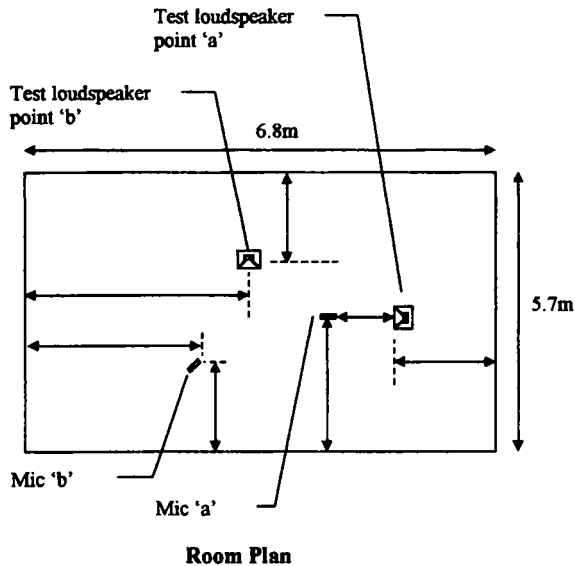 Test loudspeaker
point ‘a’
Test loudspeaker
point ‘b’
6.8m
5.7m
Mic ‘b’
Mic ‘a’
Room Plan